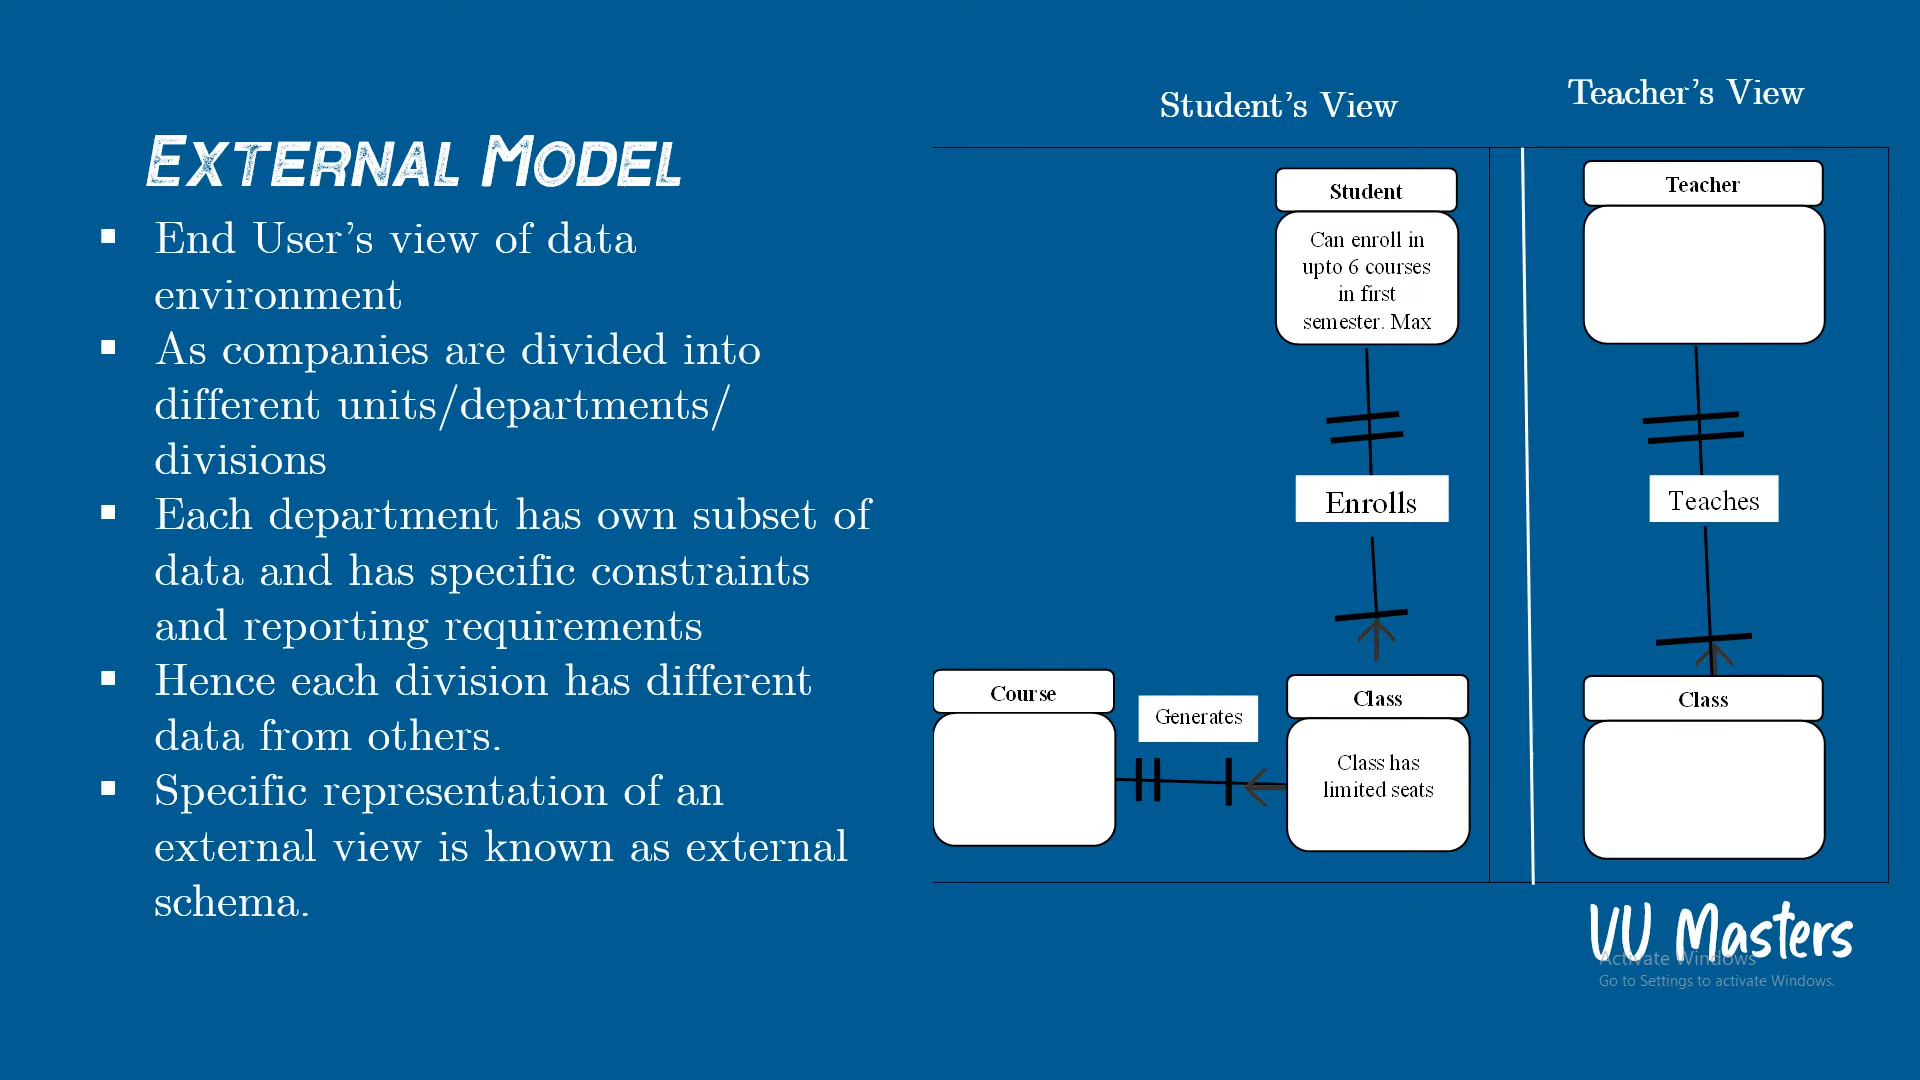 EXTERNAL MODEL
▪ End User's view of data
environment
▪ As companies are divided into
different units/departments/
divisions
▪ Each department has own subset of
data and has specific constraints
and reporting requirements
▪ Hence each division has different
data from others.
▪ Specific representation of an
external view is known as external
schema.
Student's View
Student
Can enroll in
upto 6 courses
in first
semester. Max
Enrolls
Course
Generates
Class
Class has
limited seats
Teacher's View
Teacher
Teaches
Class
VU Masters
Activate Windows
Go to Settings to activate Windows.